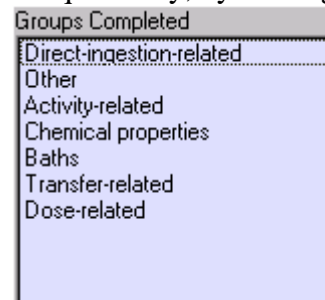 Groups Completed
Direct-ingestion-related
Other
Activity-related
Chemical properties
Baths
Transfer-related
Dose-related